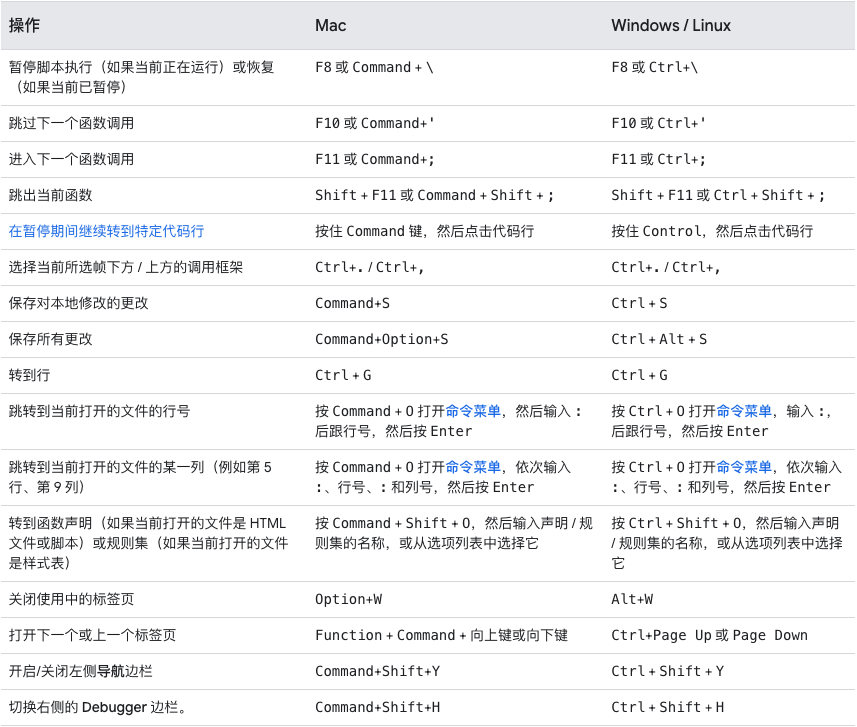 操作 Mac Windows / Linux
暂停脚本执行（如果当前正在运行）或恢复 F8 或 Command + \ F8 或 Ctrl+\
（如果当前已暂停）
跳过下一个函数调用 F10 或 Command+' F10 或 Ctrl+'
进入下一个函数调用 F11 或 Command+; F11 或 Ctrl+;
跳出当前函数 Shift + F11 或 Command + Shift + ; Shift + F11 或 Ctrl + Shift + ;
在暂停期间继续转到特定代码行 按住 Command 键，然后点击代码行 按住 Control，然后点击代码行
选择当前所选帧下方 / 上方的调用框架 Ctrl+. / Ctrl+, Ctrl+. / Ctrl+,
保存对本地修改的更改 Command+S Ctrl + S
保存所有更改 Command+Option+S Ctrl + Alt + S
转到行 Ctrl + G Ctrl + G
跳转到当前打开的文件的行号 按 Command + O 打开命令菜单，然后输入 : 按 Ctrl + O 打开命令菜单，输入 :，
后跟行号，然后按 Enter 后跟行号，然后按 Enter
跳转到当前打开的文件的某一列（例如第 5 按 Command + O 打开命令菜单，依次输入 按 Ctrl + O 打开命令菜单，依次输入
行、第 9 列） :、行号、: 和列号，然后按 Enter :、行号、: 和列号，然后按 Enter
转到函数声明（如果当前打开的文件是 HTML 按 Command + Shift + O，然后输入声明 / 规 按 Ctrl + Shift + O，然后输入声明
文件或脚本）或规则集（如果当前打开的文件 则集的名称，或从选项列表中选择它 / 规则集的名称，或从选项列表中选择
是样式表） 它
关闭使用中的标签页 Option+W Alt+W
打开下一个或上一个标签页 Function + Command + 向上键或向下键 Ctrl+Page Up 或 Page Down
开启/关闭左侧导航边栏 Command+Shift+Y Ctrl + Shift + Y
切换右侧的 Debugger 边栏。 Command+Shift+H Ctrl + Shift + H